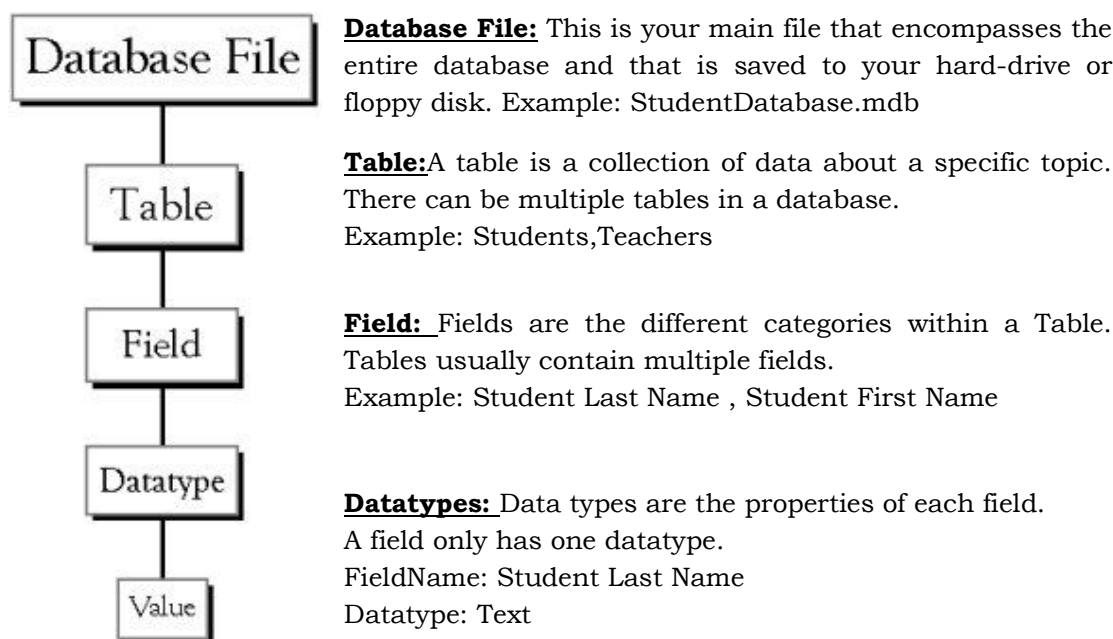 Database File
Database File: This is your main file that encompasses the
entire database and that is saved to your hard-drive or
floppy disk. Example: StudentDatabase.mdb
Table
Table:A table is a collection of data about a specific topic.
There can be multiple tables in a database.
Example: Students,Teachers
Field
Field: Fields are the different categories within a Table.
Tables usually contain multiple fields.
Example: Student Last Name , Student First Name
Datatype
Datatypes: Data types are the properties of each field.
A field only has one datatype.
FieldName: Student Last Name
Datatype: Text
Value